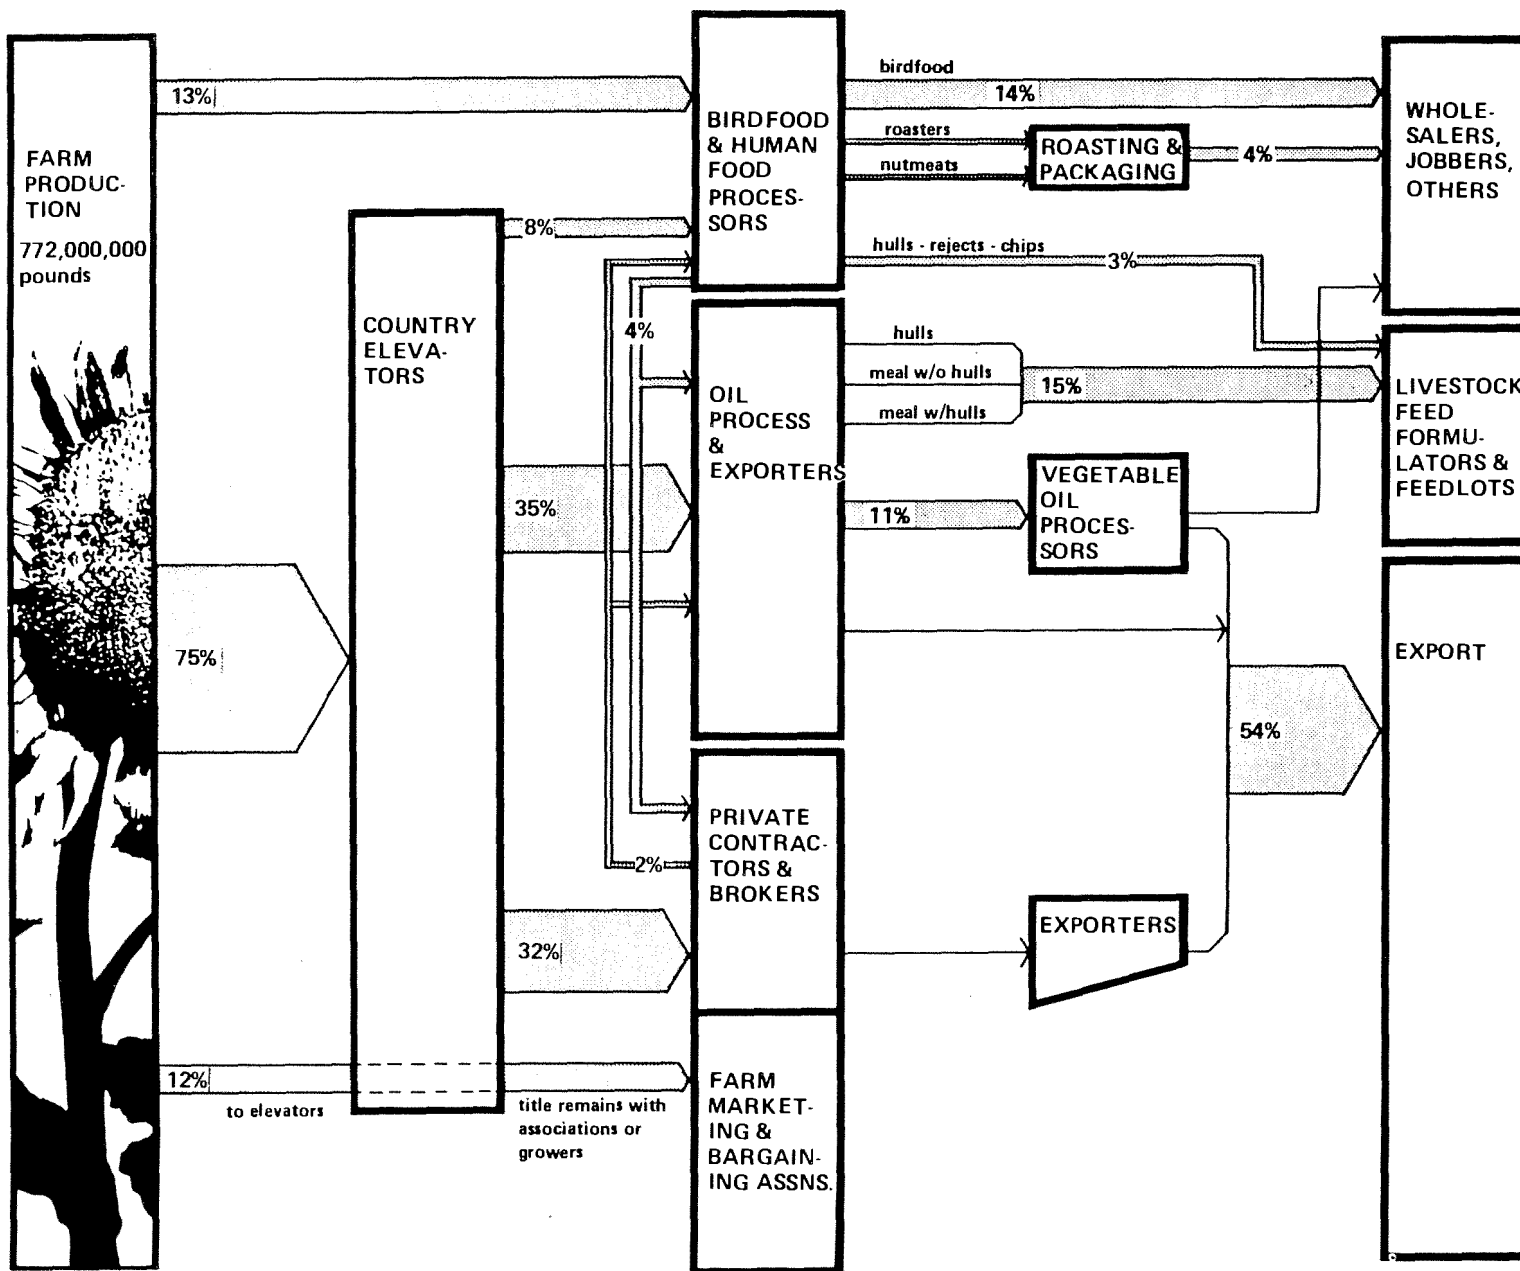 FARM
PRODUC-
TION
772,000,000
pounds
13%
75%
12%
to elevators
COUNTRY
ELEVA-
TORS
8%
4%
35%
2%
32%
title remains with
associations or
growers
BIRDFOOD
& HUMAN
FOOD
PROCES-
SORS
OIL
PROCESS
&
EXPORTERS
PRIVATE
CONTRAC-
TORS &
BROKERS
FARM
MARKET-
ING &
BARGAIN-
ING ASSNS.
birdfood
14%
roasters
nutmeats
ROASTING &
PACKAGING
4%
hulls - rejects - chips
3%
hulls
meal w/o hulls
meal w/hulls
15%
11%
VEGETABLE
OIL
PROCES-
SORS
54%
EXPORTERS
WHOLE-
SALERS,
JOBBERS,
OTHERS
LIVESTOCK
FEED
FORMU-
LATORS &
FEEDLOTS
EXPORT